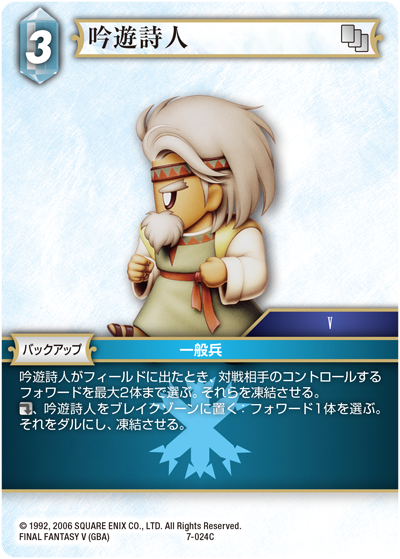 3
吟遊詩人
V
バックアップ
一般兵
吟遊詩人がフィールドに出たとき、対戦相手のコントロールする
フォワードを最大2体まで選ぶ。それらを凍結させる。
、吟遊詩人をブレイクゾーンに置く：フォワード1体を選ぶ。
それをダルにし、凍結させる。
© 1992, 2006 SQUARE ENIX CO., LTD. All Rights Reserved.
FINAL FANTASY V (GBA)
7-024C